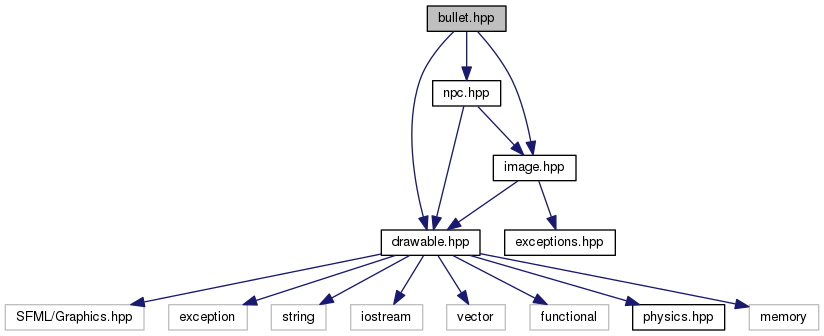 bullet.hpp
npc.hpp
image.hpp
drawable.hpp
exceptions.hpp
SFML/Graphics.hpp
exception
string
iostream
vector
functional
physics.hpp
memory